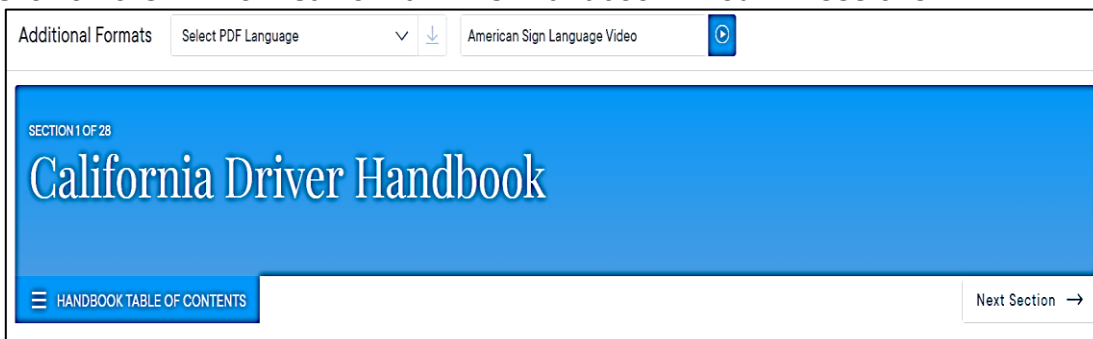 Additional Formats Select PDF Language American Sign Language Video
SECTION 1 OF 28
California Driver Handbook
HANDBOOK TABLE OF CONTENTS Next Section →